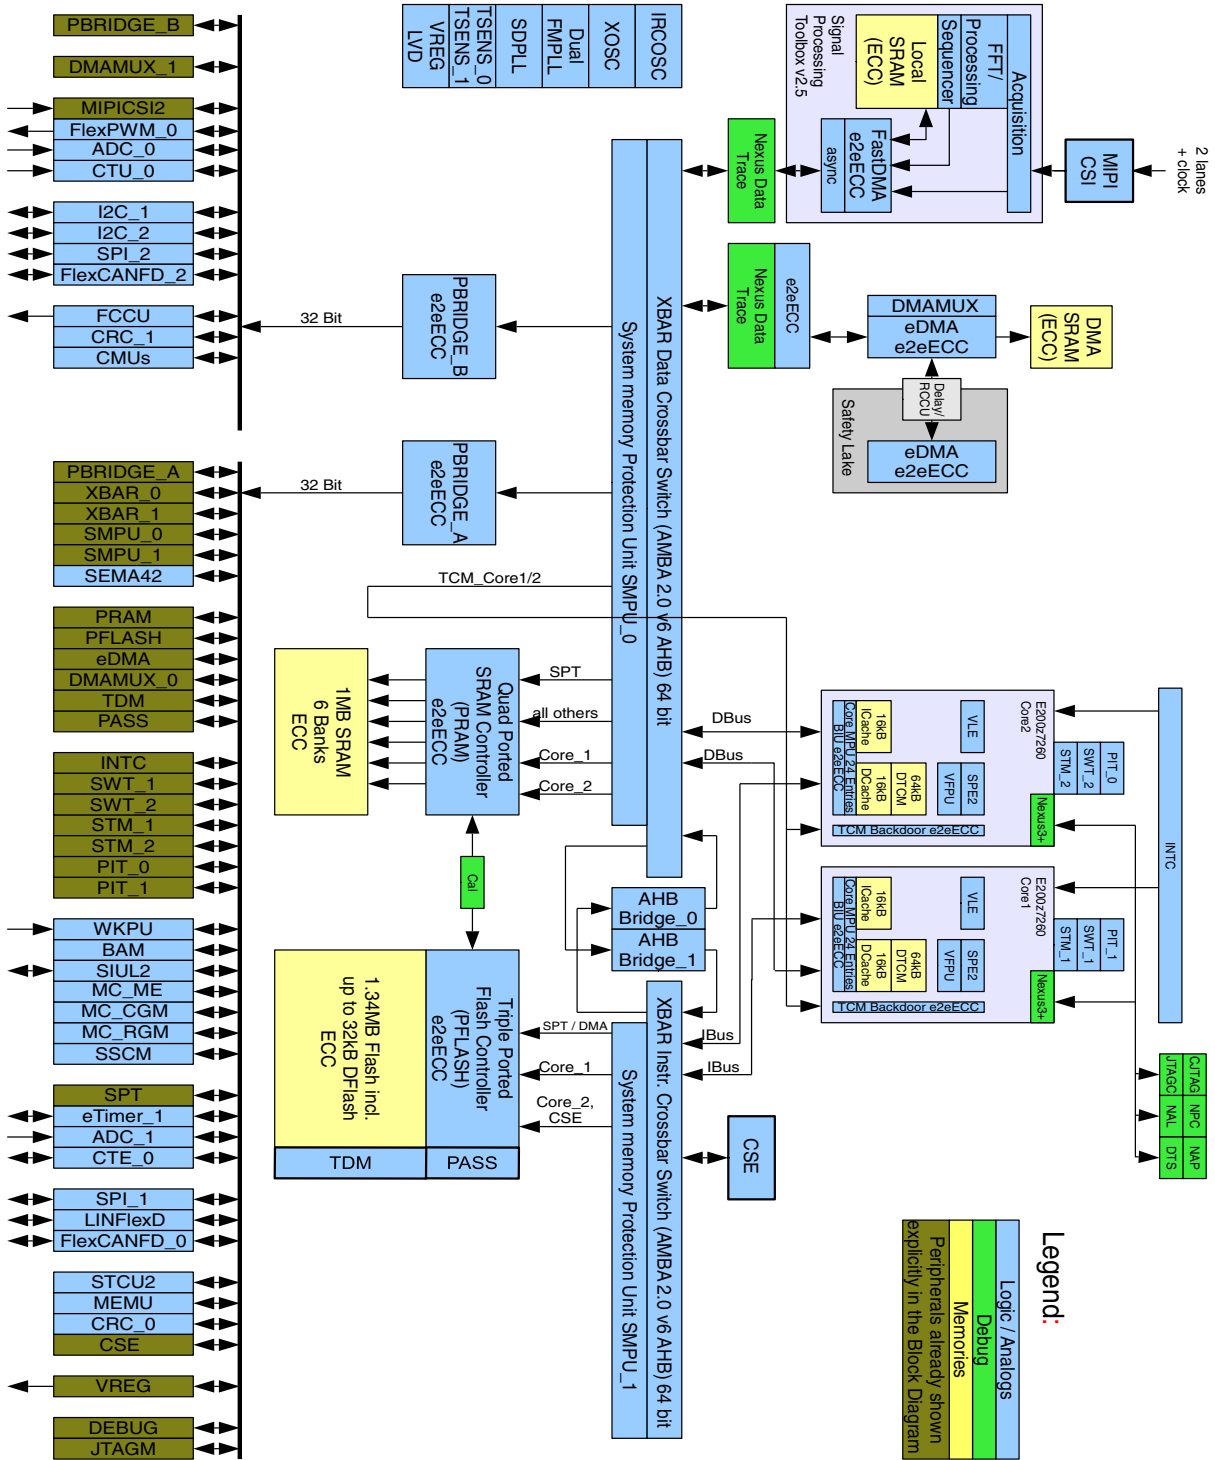 PBRIDGE_B
DMAMUX_1
MIPICSI2
FlexPWM_0
ADC_0
CTU_0
I2C_1
I2C_2
SPI_2
FlexCANFD_2
FCCU
CRC_1
CMUs
PBRIDGE_A
XBAR_0
XBAR_1
SMPU_0
SMPU_1
SEMA42
PRAM
PFLASH
eDMA
DMAMUX_0
TDM
PASS
INTC
SWT_1
SWT_2
STM_1
STM_2
PIT_0
PIT_1
WKPU
BAM
SIUL2
MC_ME
MC_CGM
MC_RGM
SSCM
SPT
eTimer_1
ADC_1
CTE_0
SPI_1
LINFlexD
FlexCANFD_0
STCU2
MEMU
CRC_0
CSE
VREG
DEBUG
JTAGM
IRCOSC
XOSC
Dual
FMPLL
SDPLL
TSENS_0
TSENS_1
VREG
LVD
32 Bit
PBRIDGE_B
e2eECC
32 Bit
PBRIDGE_A
e2eECC
TCM_Core1/2
XBAR Data Crossbar Switch (AMBA 2.0 v6 AHB) 64 bit
System memory Protection Unit SMPU_0
SPT
all others
Core_1
Core_2
Quad Ported
SRAM Controller
(PRAM)
e2eECC
1MB SRAM
6 Banks
ECC
Cal
AHB
Bridge_0
AHB
Bridge_1
Triple Ported
Flash Controller
(PFLASH)
e2eECC
1.34MB Flash incl.
up to 32kB DFlash
ECC
TDM
PASS
SPT / DMA
Core_1
Core_2,
CSE
XBAR Instr. Crossbar Switch (AMBA 2.0 v6 AHB) 64 bit
System memory Protection Unit SMPU_1
CSE
DBus
DBus
IBus
IBus
Nexus Data
Trace
Signal
Processing
Toolbox v2.5
Acquisition
FFT/
Processing
Sequencer
Local
SRAM
(ECC)
FastDMA
e2eECC
async
MIPI
CSI
2 lanes
+ clock
e2eECC
Nexus Data
Trace
DMAMUX
eDMA
e2eECC
DMA
SRAM
(ECC)
Delay/
RCCU
Safety Lake
eDMA
e2eECC
E200z7260
Core2
VLE
SPE2
VFPU
16kB
ICache
64kB
DTCM
16kB
DCache
Core MPU 24 Entries
BIU e2eECC
TCM Backdoor e2eECC
Nexus3+
PIT_0
SWT_2
STM_2
E200z7260
Core1
VLE
SPE2
VFPU
16kB
ICache
64kB
DTCM
16kB
DCache
Core MPU 24 Entries
BIU e2eECC
TCM Backdoor e2eECC
Nexus3+
PIT_1
SWT_1
STM_1
INTC
CJTAG
JTAGC
NPC
NAL
NAP
DTS
Legend:
Logic / Analogs
Debug
Memories
Peripherals already shown
explicitly in the Block Diagram